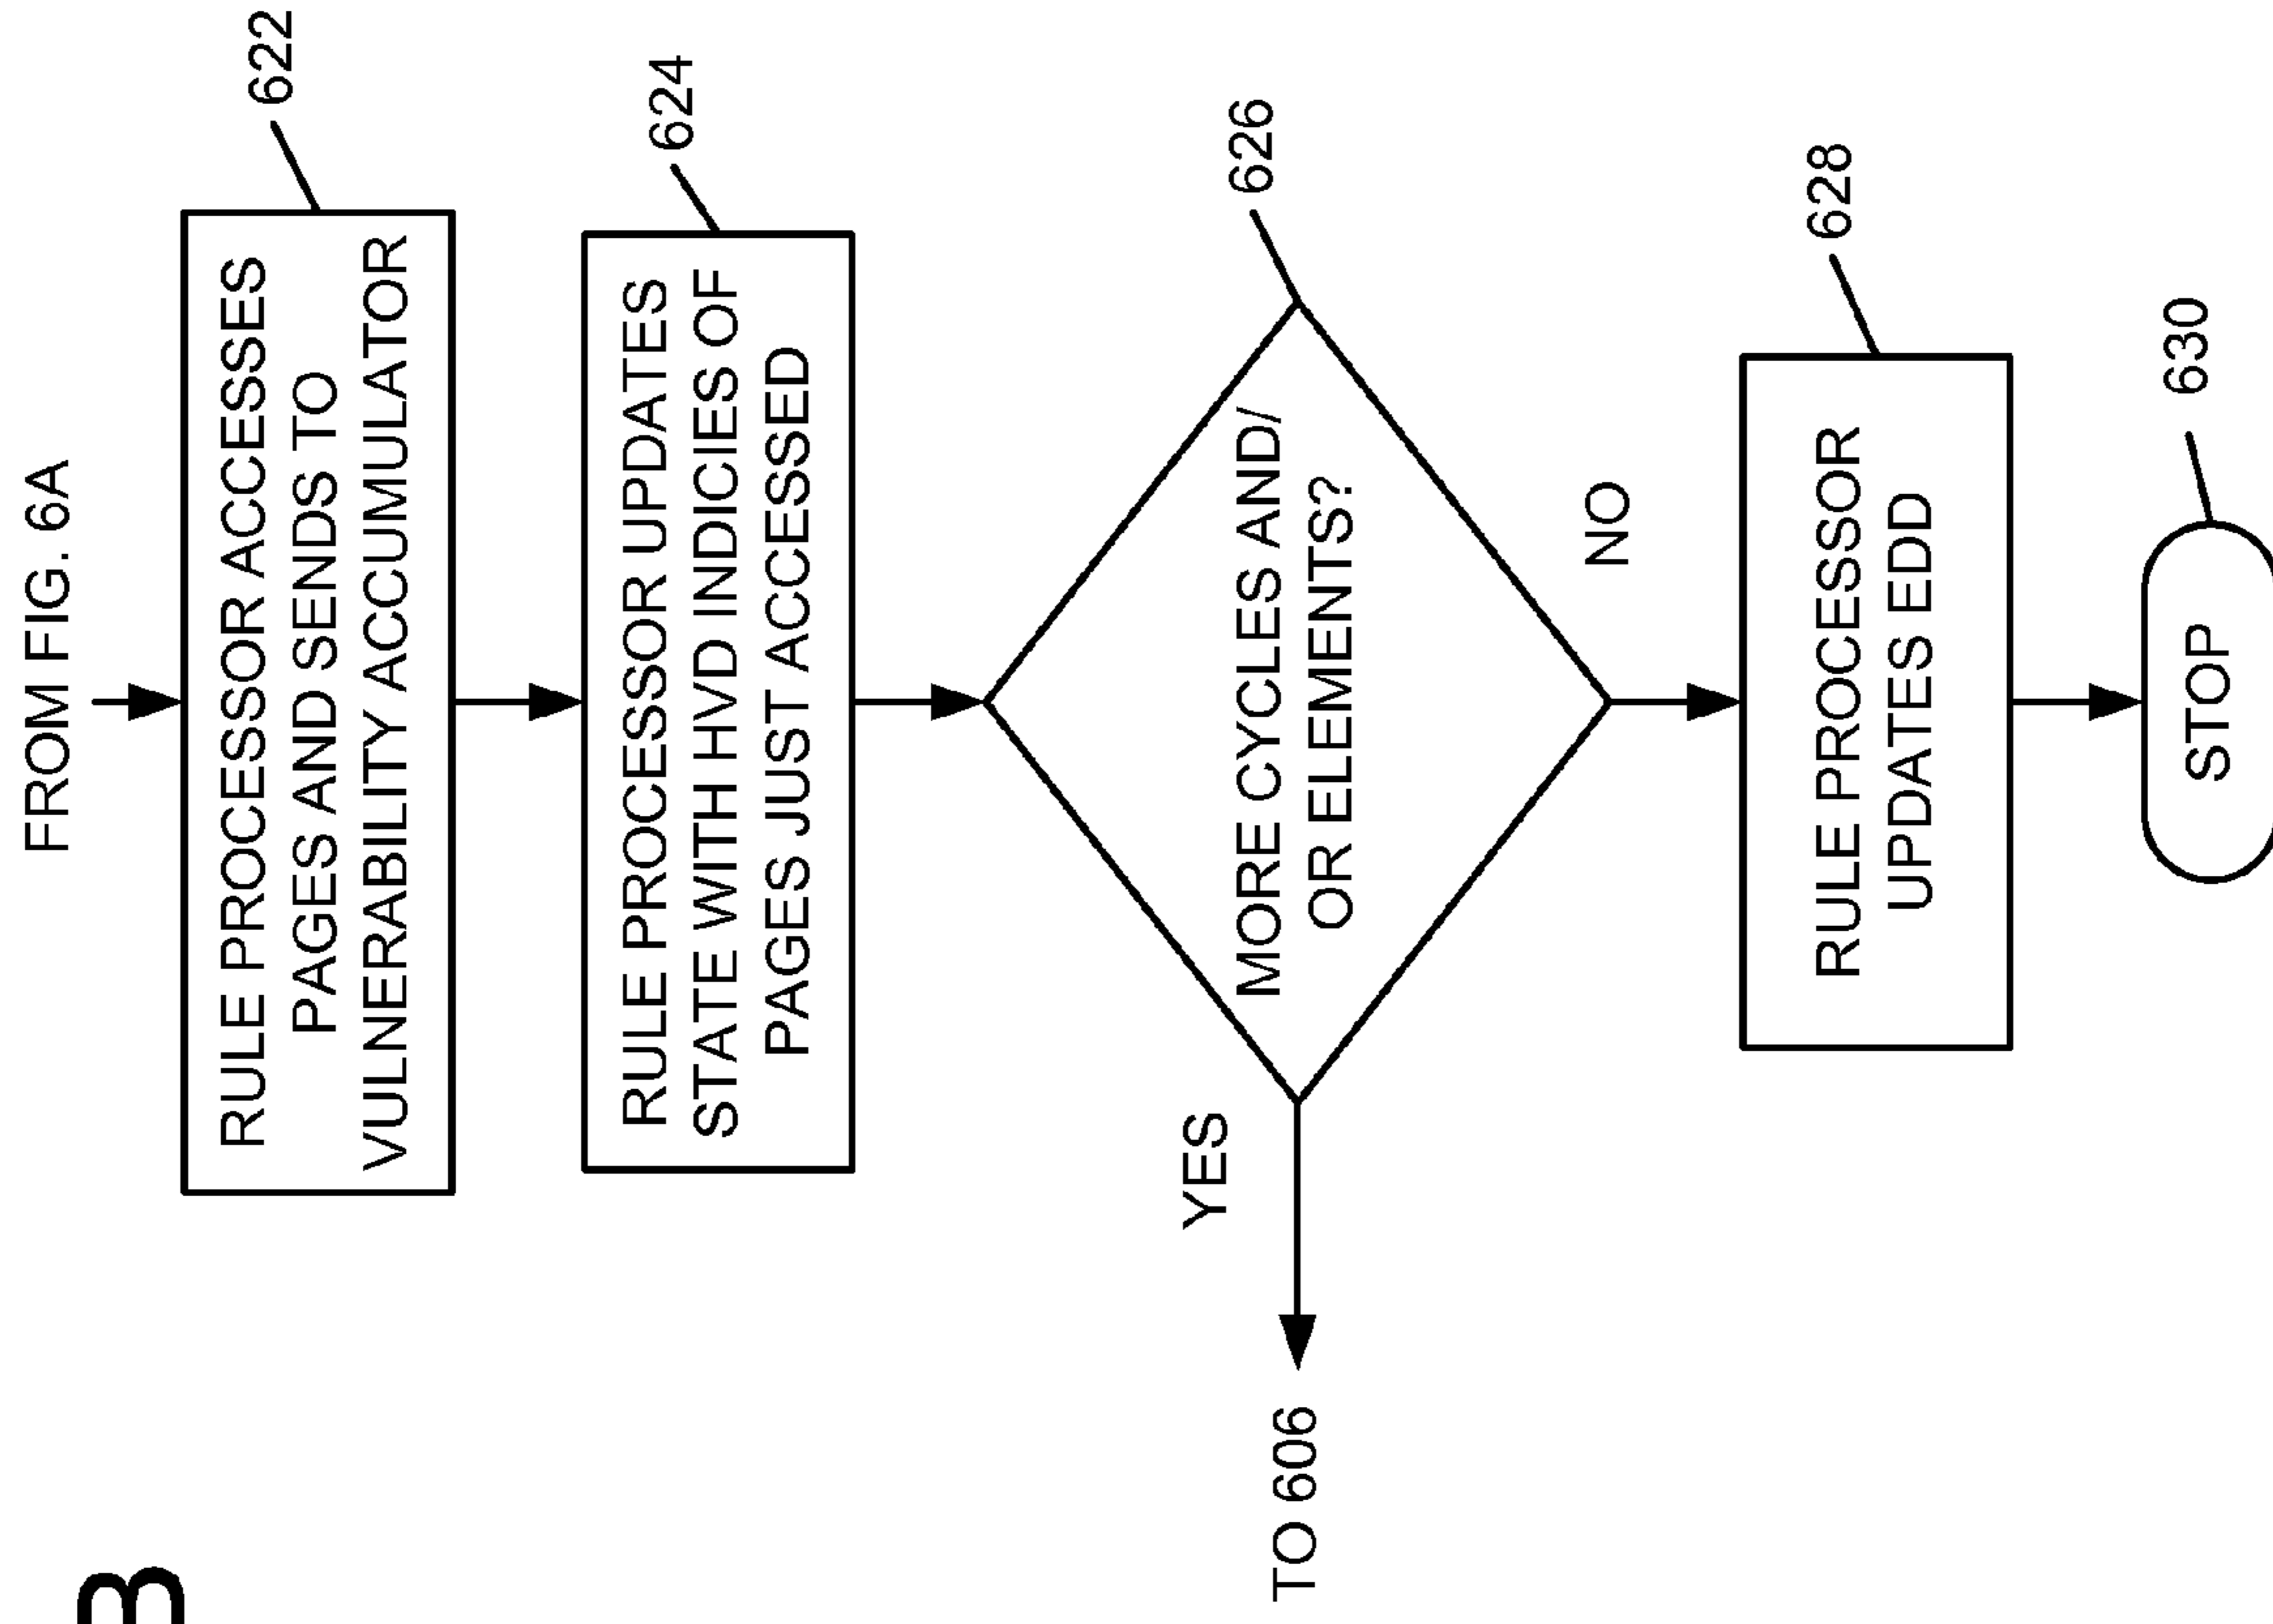 FROM FIG. 6A
RULE PROCESSOR ACCESSES
PAGES AND SENDS TO
VULNERABILITY ACCUMULATOR
622
RULE PROCESSOR UPDATES
STATE WITH HVD INDICIES OF
PAGES JUST ACCESSED
624
MORE CYCLES AND/
OR ELEMENTS?
626
YES
TO 606
NO
RULE PROCESSOR
UPDATES EDD
628
STOP
630